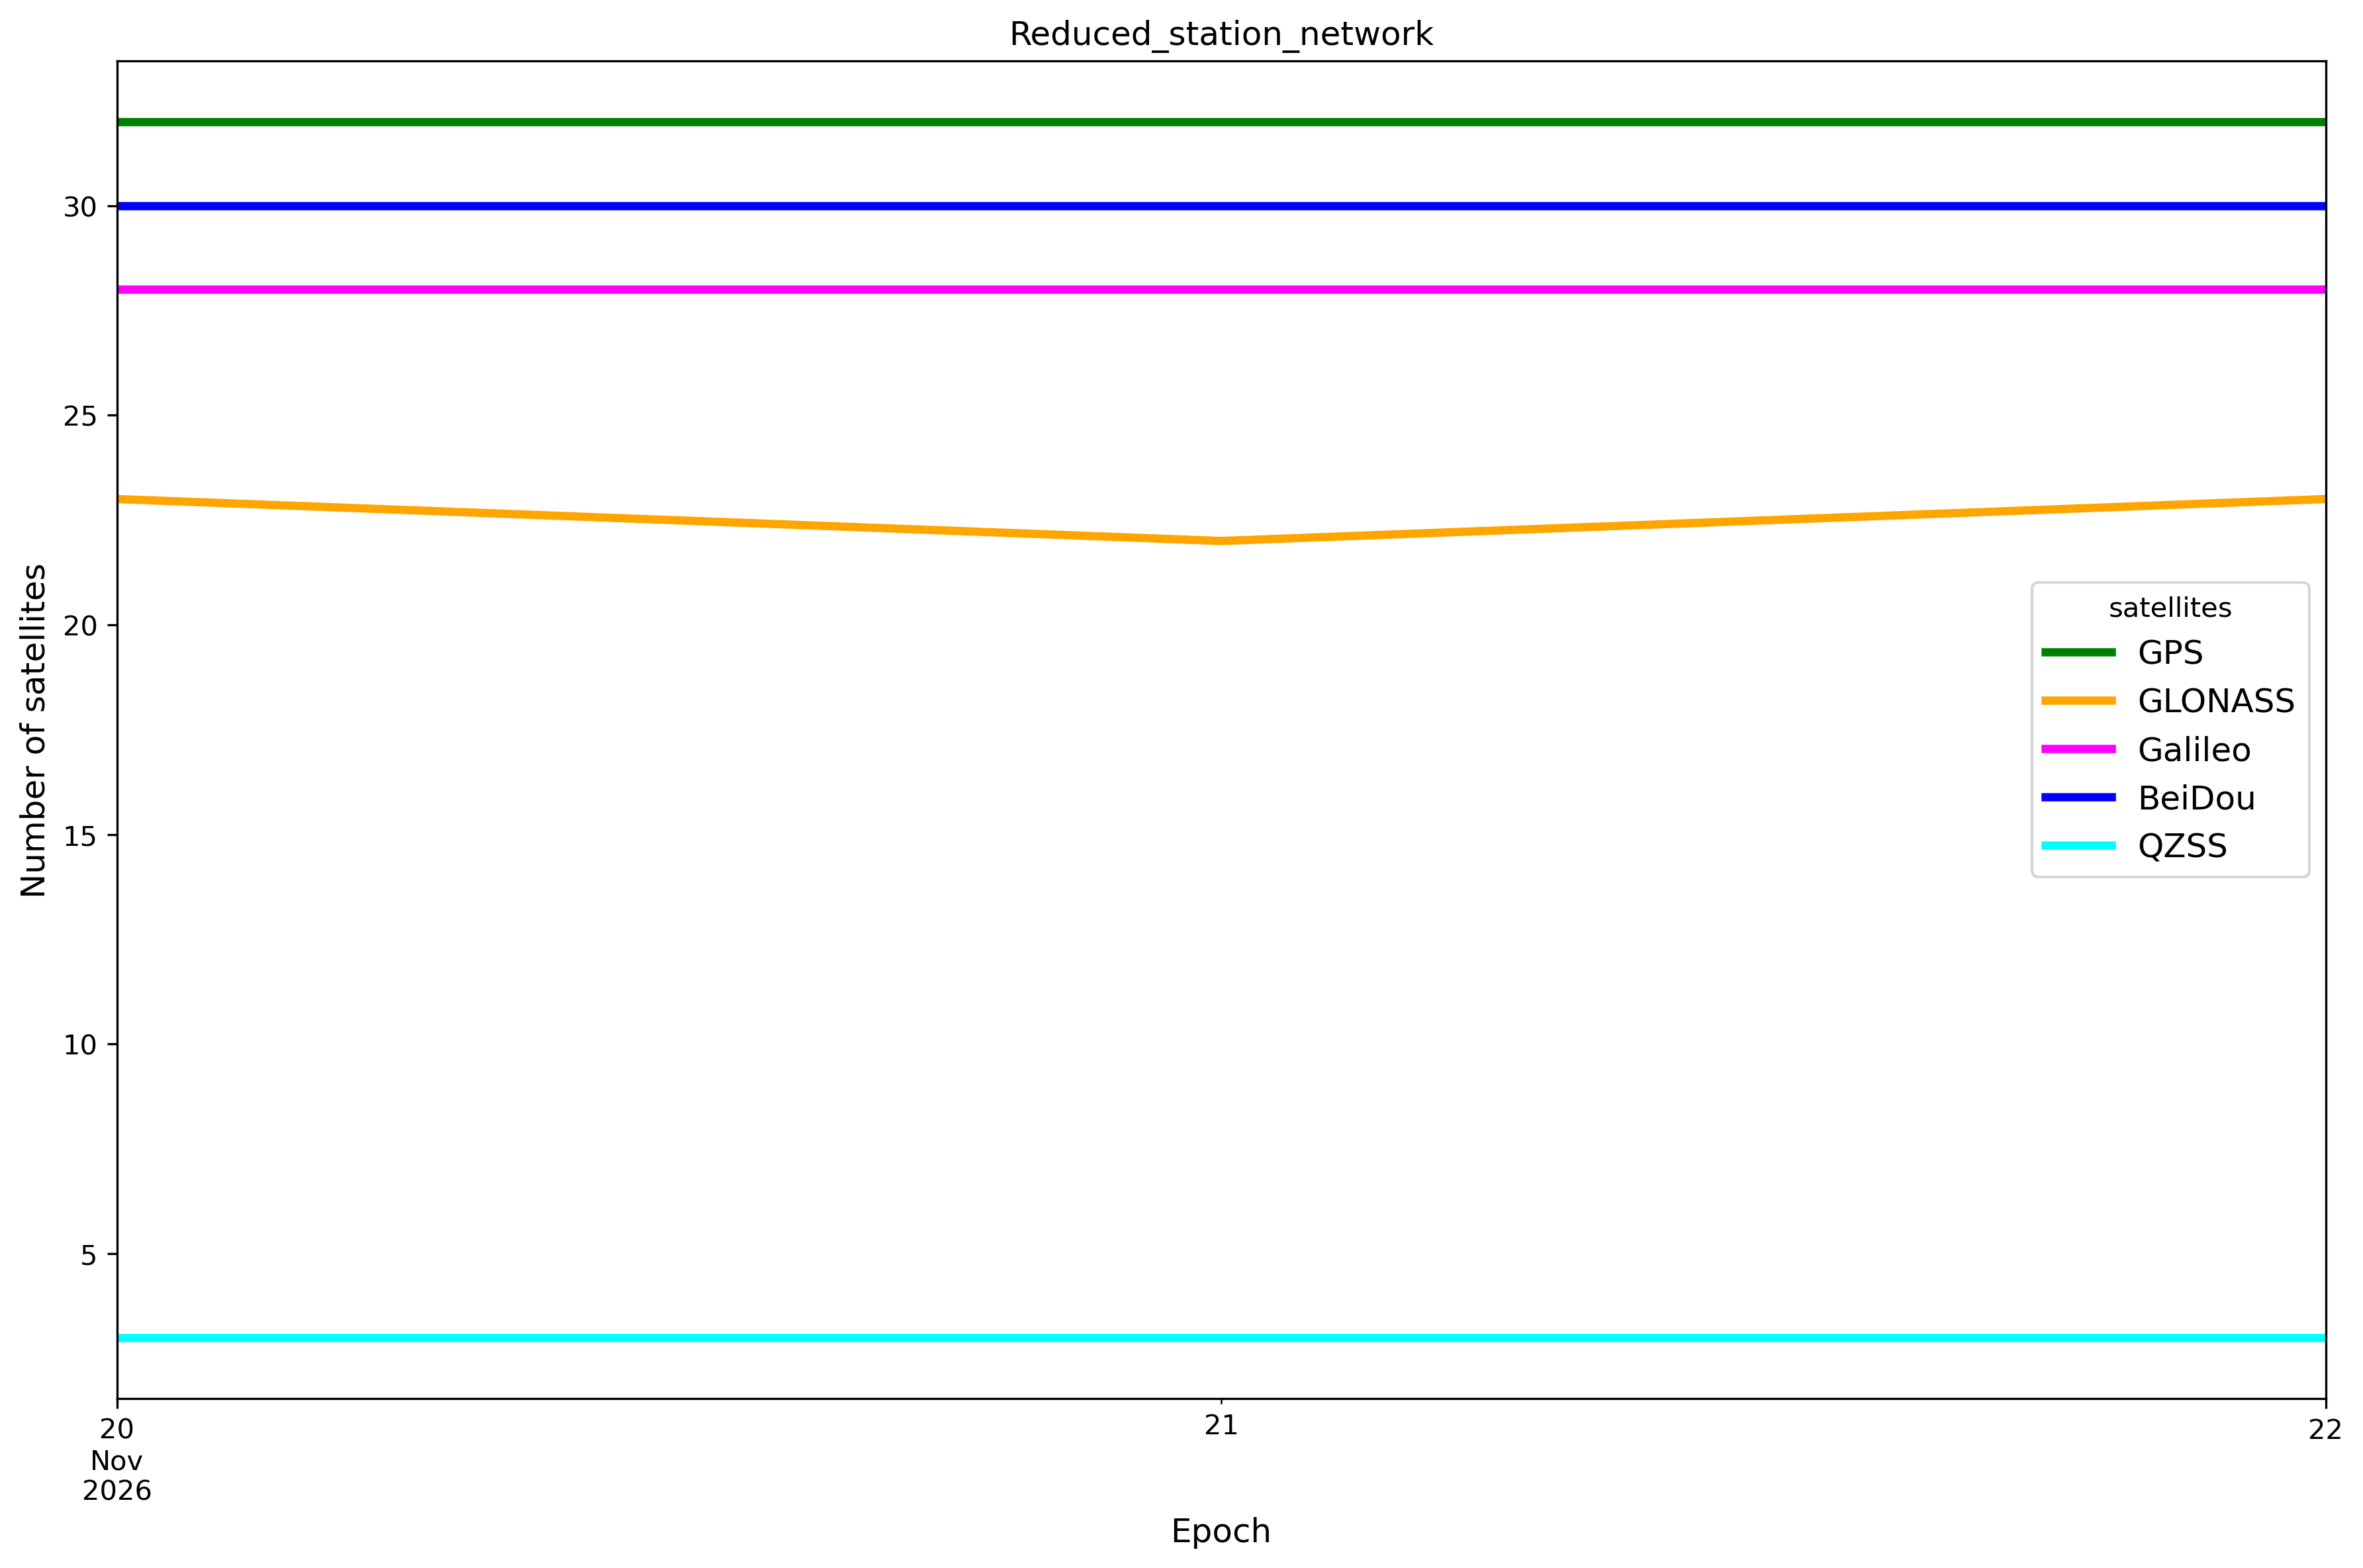 Reduced_station_network
Number of satellites
30
25
20
15
10
5
satellites
GPS
GLONASS
Galileo
BeiDou
QZSS
20
Nov
2026
21
22
Epoch